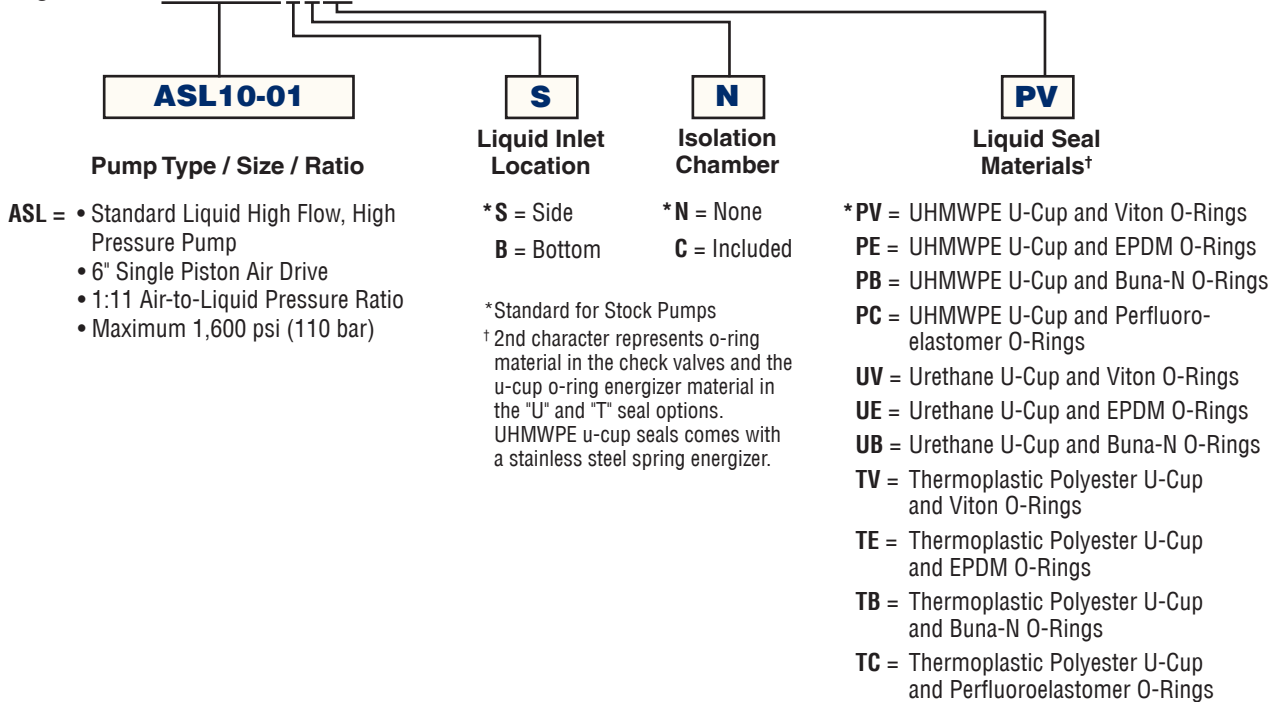 ASL10-01
S
N
PV
Pump Type / Size / Ratio
Liquid Inlet
Location
Isolation
Chamber
Liquid Seal
Materials†
ASL = • Standard Liquid High Flow, High
Pressure Pump
• 6" Single Piston Air Drive
• 1:11 Air-to-Liquid Pressure Ratio
• Maximum 1,600 psi (110 bar)
*S = Side
B = Bottom
*N = None
C = Included
*Standard for Stock Pumps
† 2nd character represents o-ring
material in the check valves and the
u-cup o-ring energizer material in
the "U" and "T" seal options.
UHMWPE u-cup seals comes with
a stainless steel spring energizer.
*PV = UHMWPE U-Cup and Viton O-Rings
PE = UHMWPE U-Cup and EPDM O-Rings
PB = UHMWPE U-Cup and Buna-N O-Rings
PC = UHMWPE U-Cup and Perfluoro-
elastomer O-Rings
UV = Urethane U-Cup and Viton O-Rings
UE = Urethane U-Cup and EPDM O-Rings
UB = Urethane U-Cup and Buna-N O-Rings
TV = Thermoplastic Polyester U-Cup
and Viton O-Rings
TE = Thermoplastic Polyester U-Cup
and EPDM O-Rings
TB = Thermoplastic Polyester U-Cup
and Buna-N O-Rings
TC = Thermoplastic Polyester U-Cup
and Perfluoroelastomer O-Rings